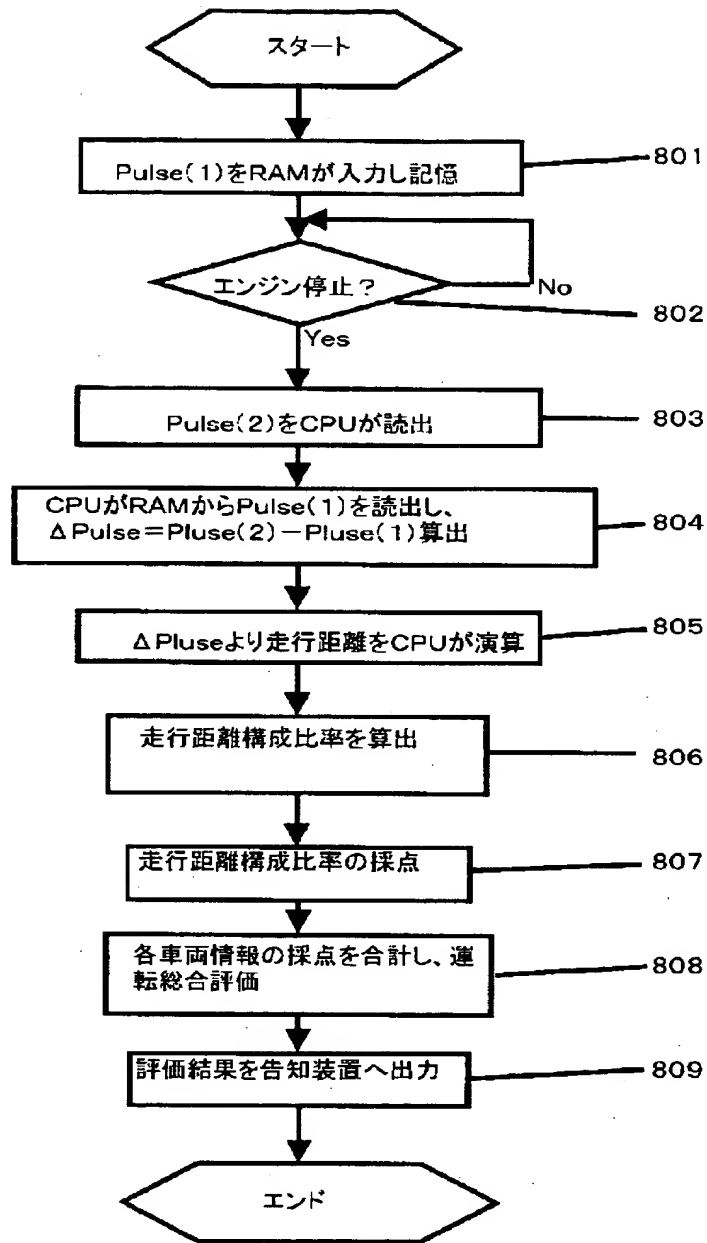 スタート
Pulse(1)をRAMが入力し記憶
801
エンジン停止?
No
802
Yes
Pulse(2)をCPUが読出
803
CPUがRAMからPulse(1)を読出し、
ΔPulse=Pluse(2)-Pluse(1)算出
804
ΔPluseより走行距離をCPUが演算
805
走行距離構成比率を算出
806
走行距離構成比率の採点
807
各車両情報の採点を合計し、運
転総合評価
808
評価結果を告知装置へ出力
809
エンド